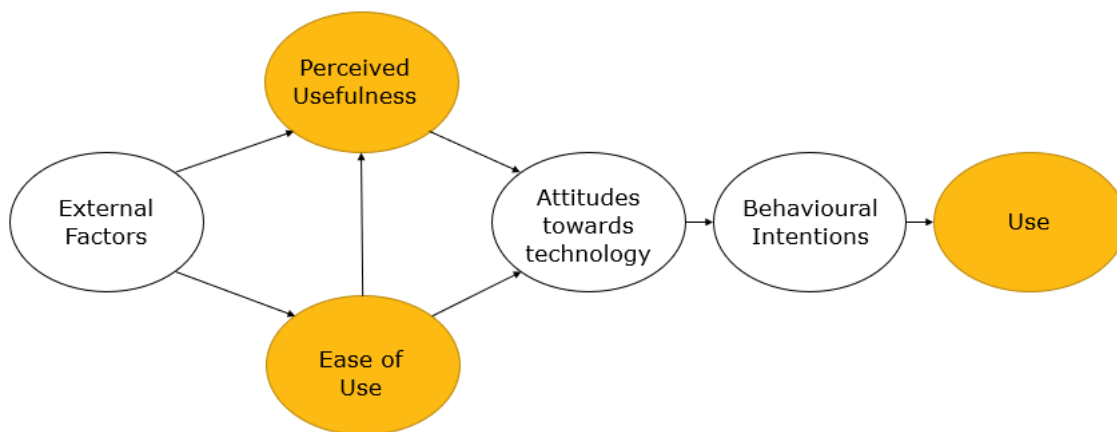 Perceived
Usefulness
External
Factors
Attitudes
towards
technology
Behavioural
Intentions
Use
Ease of
Use